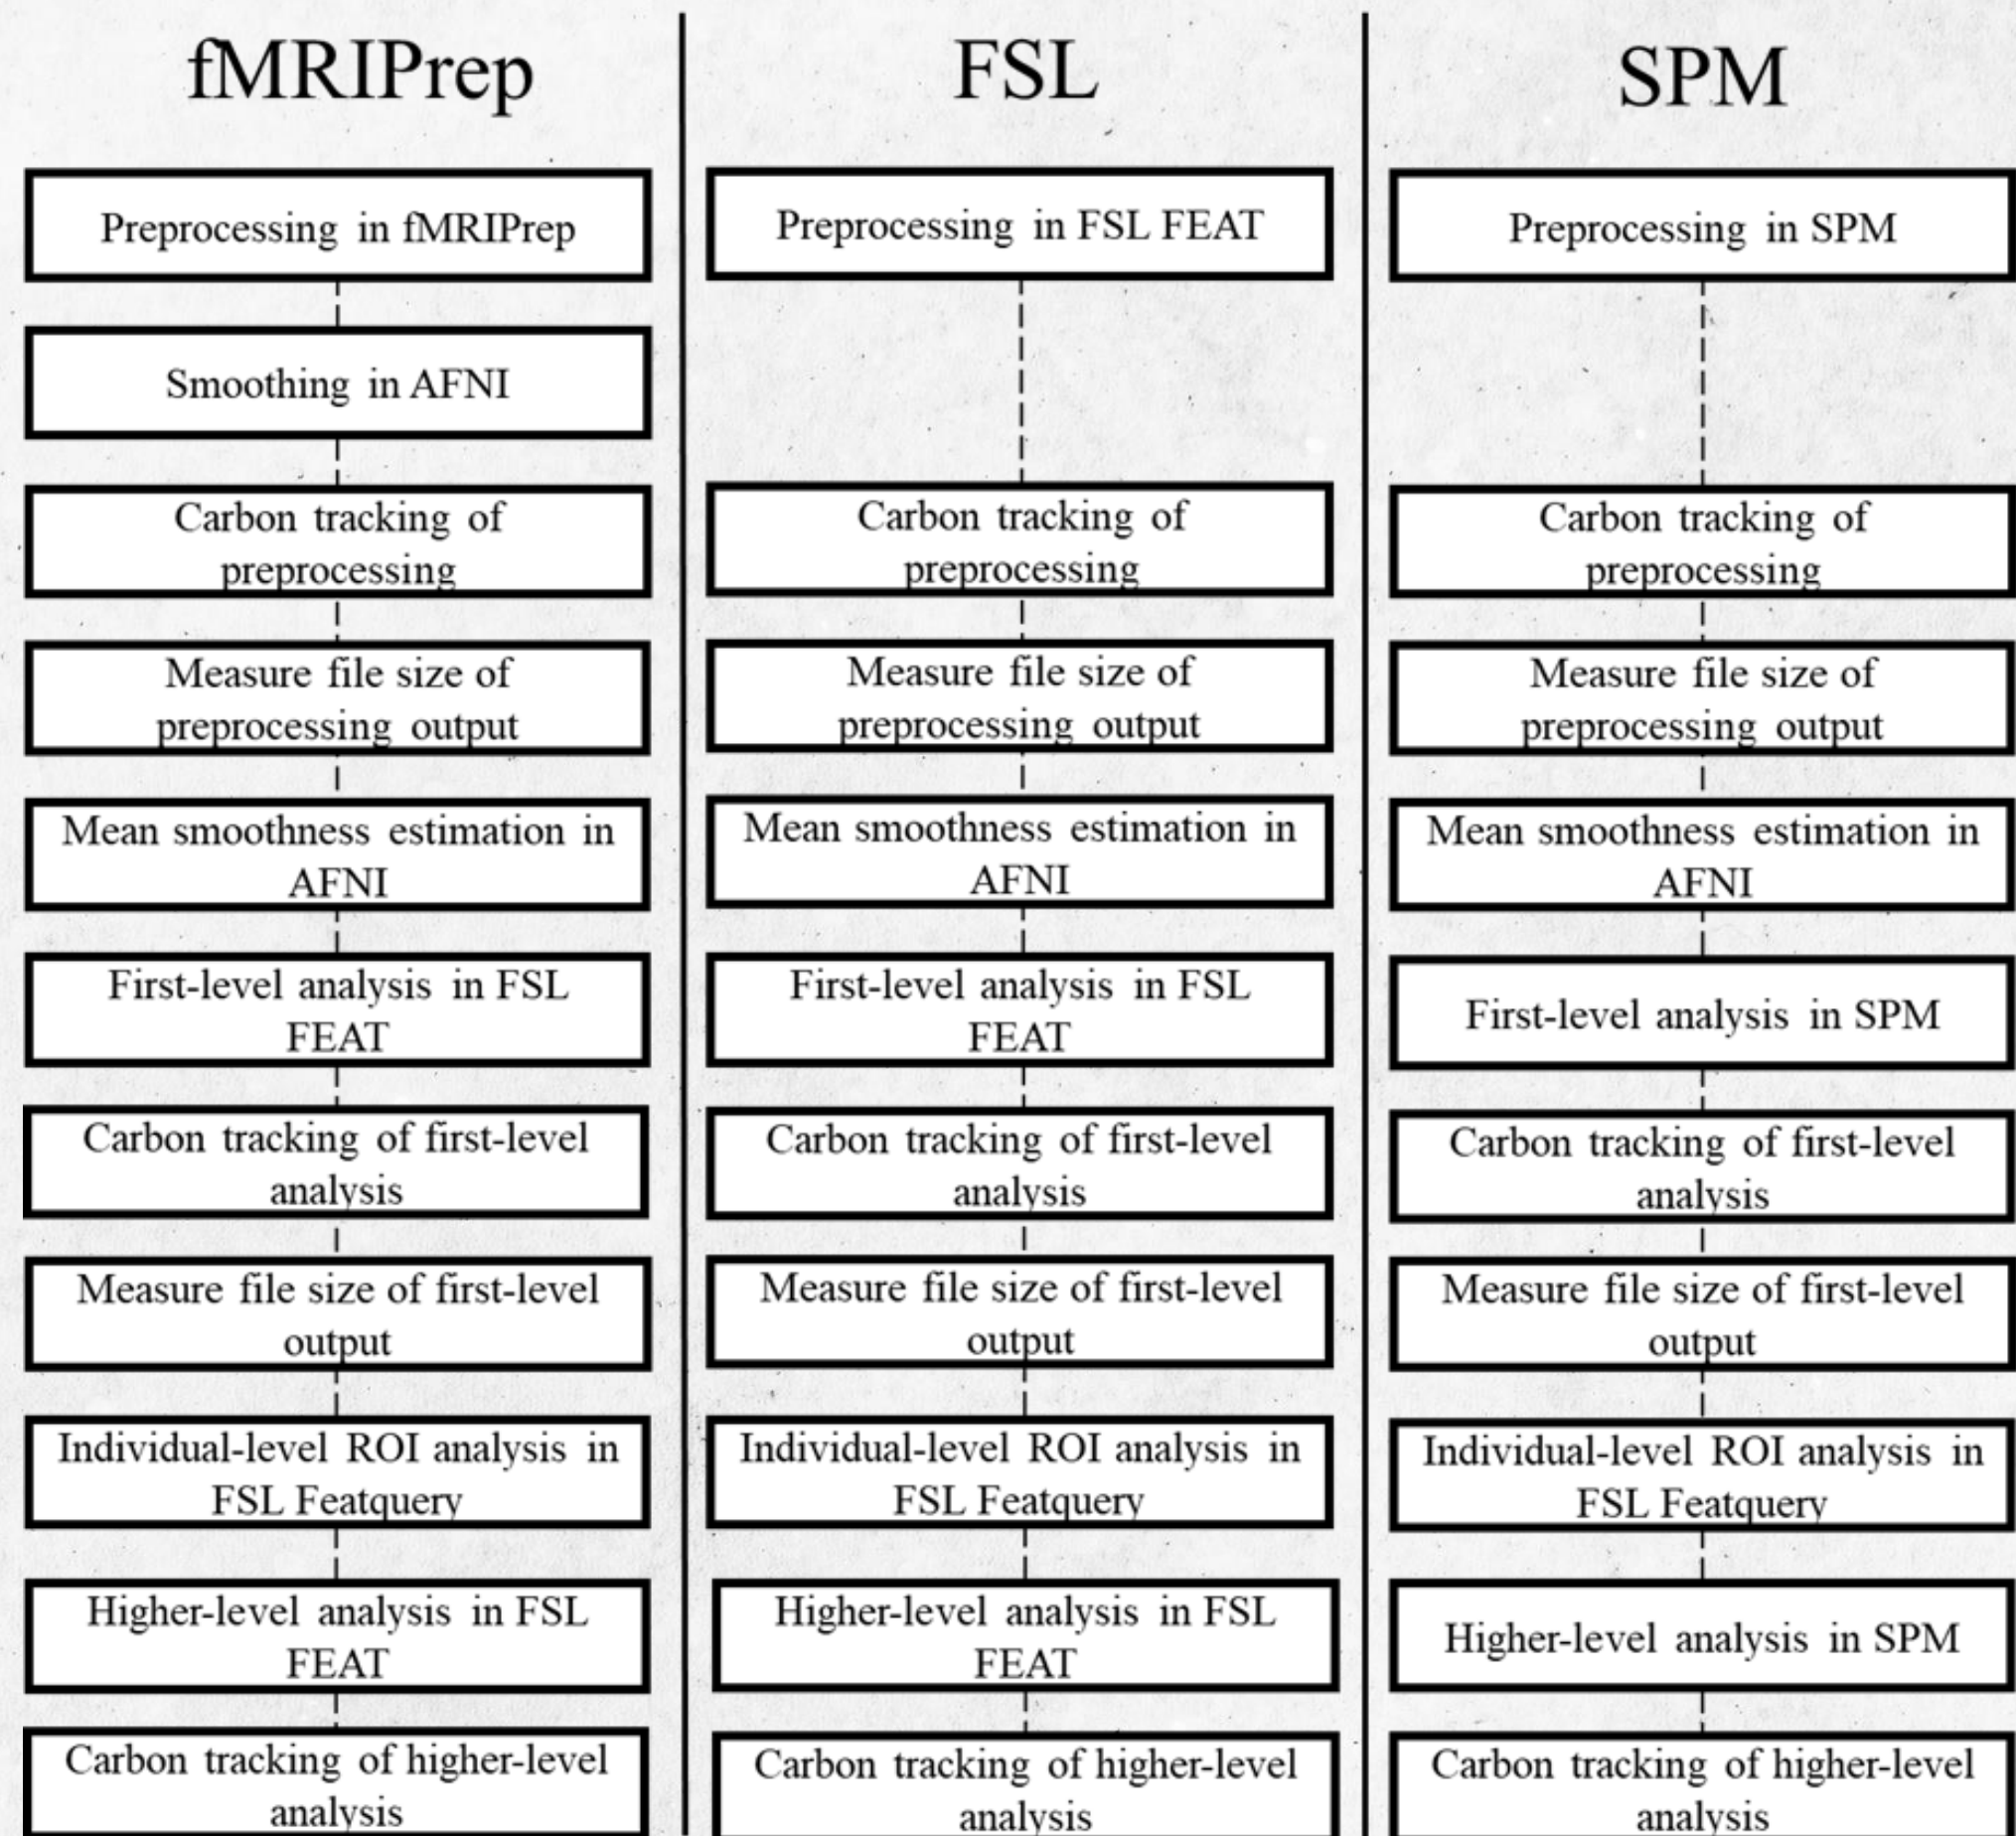 fMRIPrep
Preprocessing in fMRIPrep
Smoothing in AFNI
Carbon tracking of
preprocessing
Measure file size of
preprocessing output
Mean smoothness estimation in
AFNI
First-level analysis in FSL
FEAT
Carbon tracking of first-level
analysis
Measure file size of first-level
output
Individual-level ROI analysis in
FSL Featquery
Higher-level analysis in FSL
FEAT
Carbon tracking of higher-level
analysis
FSL
Preprocessing in FSL FEAT
Carbon tracking of
preprocessing
Measure file size of
preprocessing output
Mean smoothness estimation in
AFNI
First-level analysis in FSL
FEAT
Carbon tracking of first-level
analysis
Measure file size of first-level
output
Individual-level ROI analysis in
FSL Featquery
Higher-level analysis in FSL
FEAT
Carbon tracking of higher-level
analysis
SPM
Preprocessing in SPM
Carbon tracking of
preprocessing
Measure file size of
preprocessing output
Mean smoothness estimation in
AFNI
First-level analysis in SPM
Carbon tracking of first-level
analysis
Measure file size of first-level
output
Individual-level ROI analysis in
FSL Featquery
Higher-level analysis in SPM
Carbon tracking of higher-level
analysis